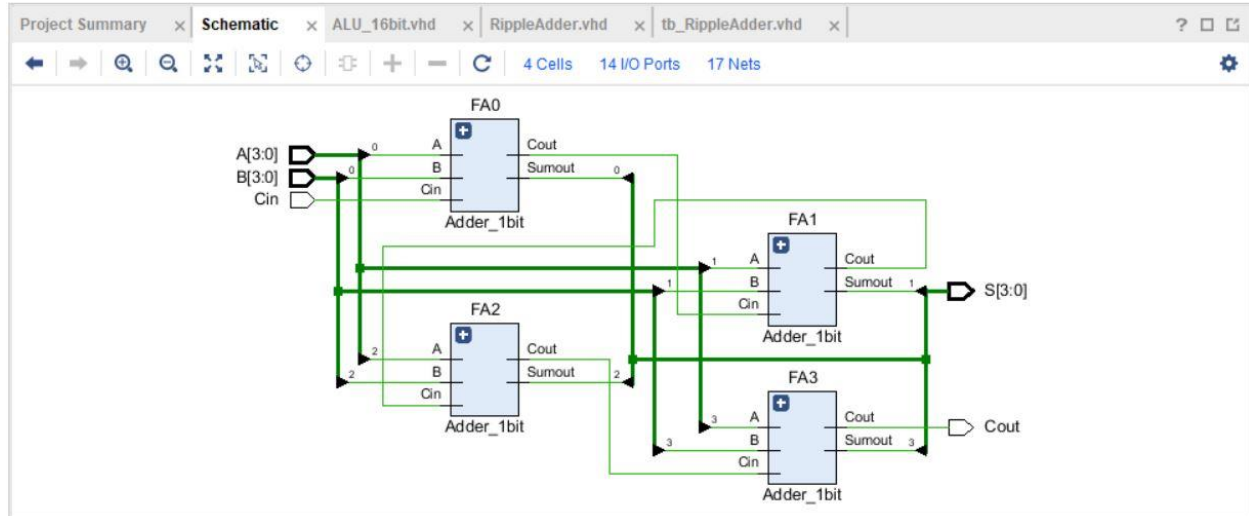 Project Summary × Schematic × ALU_16bit.vhd × RippleAdder.vhd × tb_RippleAdder.vhd × ?
4 Cells 14 I/O Ports 17 Nets
FA0
A[3:0] 0 A Cout
B[3:0] 0 B Sumout 0
Cin Cin
Adder_1bit
FA1
1 A Cout
1 B Sumout 1 S[3:0]
Cin
Adder_1bit
FA2
2 A Cout
2 B Sumout 2
Cin
Adder_1bit
FA3
3 A Cout Cout
3 B Sumout 3
Cin
Adder_1bit